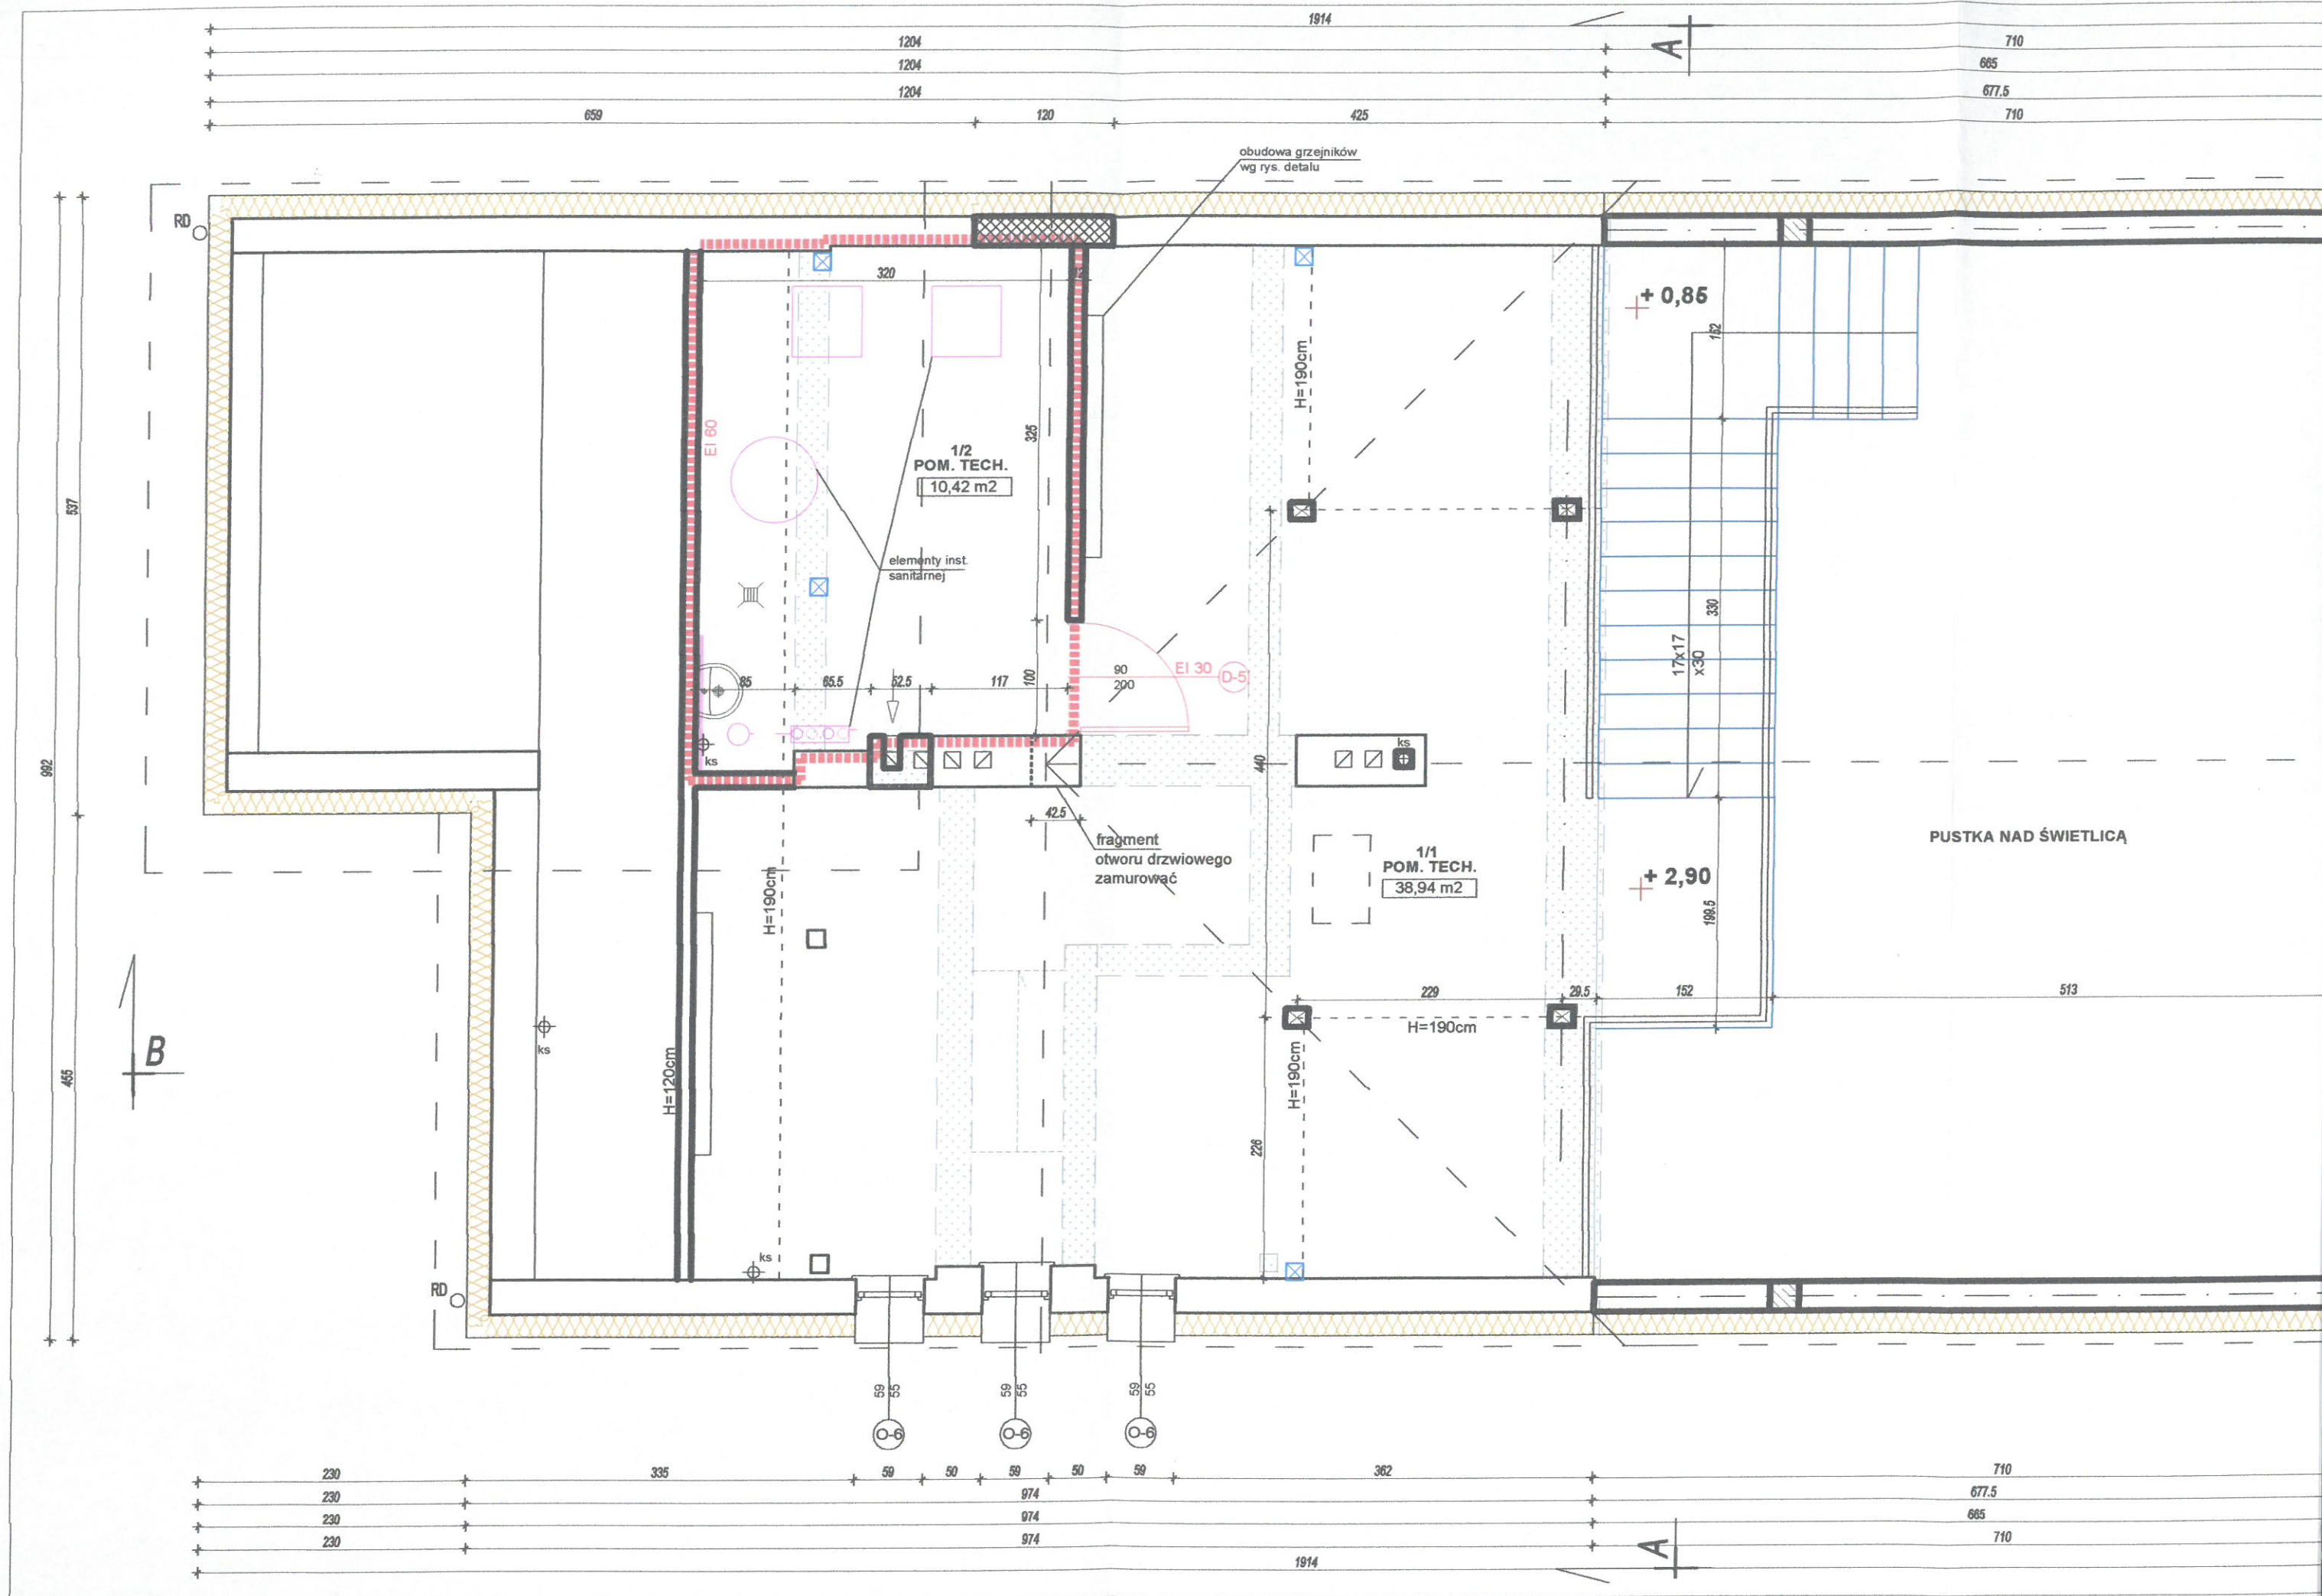 1914
1204
710
A
1204
665
1204
677.5
659
120
425
710
obudowa grzejników
wg rys. detalu
RD
320
+ 0,85
152
H=190cm
EI 60
325
1/2
POM. TECH.
10,42 m2
537
elementy inst.
sanitarnej
330
17x17
x30
85
65.5
52.5
117
100
90
200
EI 30
D-5
ks
ks
992
440
42.5
fragment
otworu drzwiowego
zamurować
PUSTKA NAD ŚWIETLICĄ
1/1
POM. TECH.
38,94 m2
+ 2,90
H=190cm
199.5
229
29.5
152
513
H=190cm
ks
B
455
H=120cm
H=190cm
226
ks
RD
59
55
59
55
59
55
O-6
O-6
O-6
230
335
59
50
59
50
59
362
710
230
974
677.5
230
974
665
230
974
710
A
1914